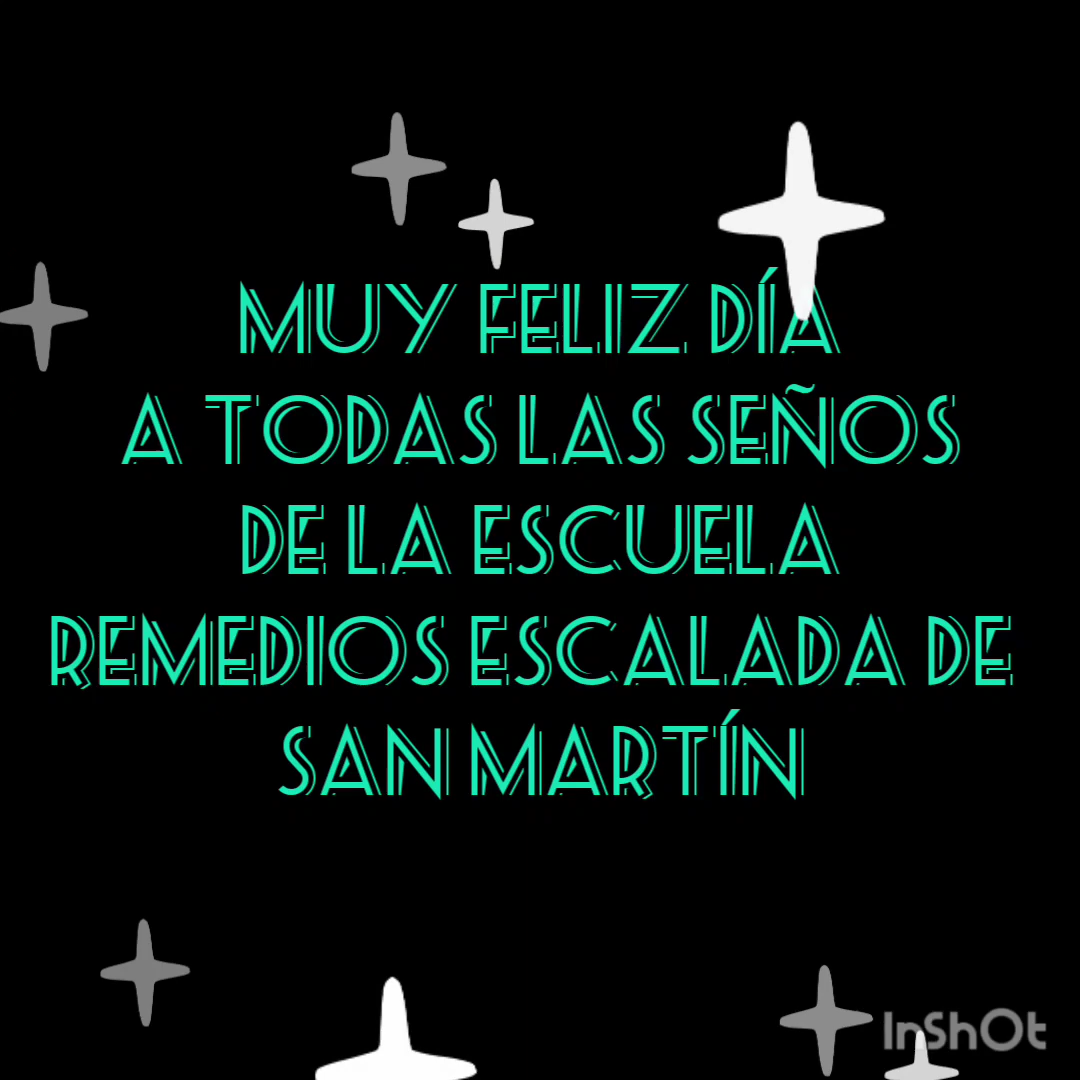 MUY FELIZ DÍA
A TODAS LAS SEÑOS
DE LA ESCUELA
REMEDIOS ESCALADA DE
SAN MARTÍN
InShOt